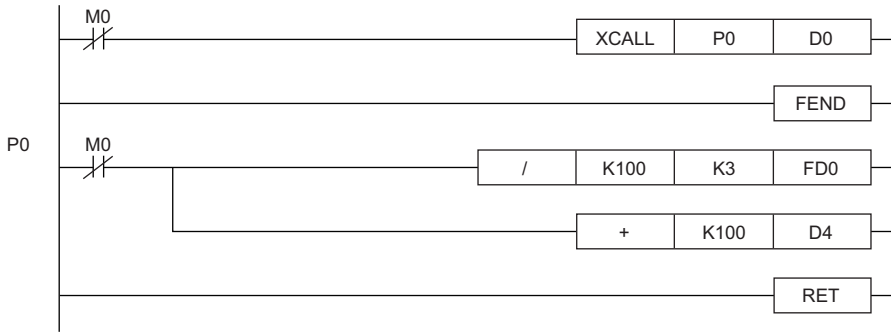 M0
XCALL P0 D0
FEND
P0 M0
/ K100 K3 FD0
+ K100 D4
RET